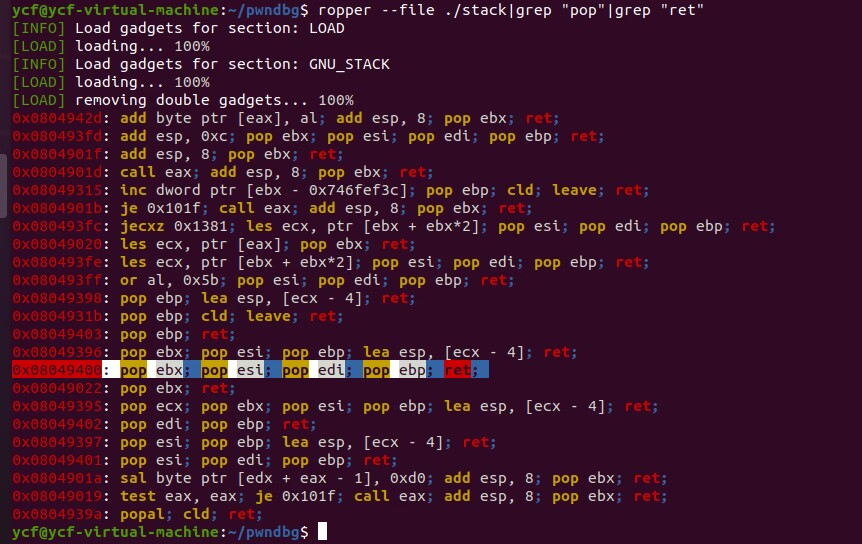 ycf@ycf-virtual-machine:~/pwndbg$ ropper --file ./stack|grep "pop"|grep "ret"
[INFO] Load gadgets for section: LOAD
[LOAD] loading... 100%
[INFO] Load gadgets for section: GNU_STACK
[LOAD] loading... 100%
[LOAD] removing double gadgets... 100%
0x0804942d: add byte ptr [eax], al; add esp, 8; pop ebx; ret;
0x080493fd: add esp, 0xc; pop ebx; pop esi; pop edi; pop ebp; ret;
0x0804901f: add esp, 8; pop ebx; ret;
0x0804901d: call eax; add esp, 8; pop ebx; ret;
0x08049315: inc dword ptr [ebx - 0x746fef3c]; pop ebp; cld; leave; ret;
0x0804901b: je 0x101f; call eax; add esp, 8; pop ebx; ret;
0x080493fc: jecxz 0x1381; les ecx, ptr [ebx + ebx*2]; pop esi; pop edi; pop ebp; ret;
0x08049020: les ecx, ptr [eax]; pop ebx; ret;
0x080493fe: les ecx, ptr [ebx + ebx*2]; pop esi; pop edi; pop ebp; ret;
0x080493ff: or al, 0x5b; pop esi; pop edi; pop ebp; ret;
0x08049398: pop ebp; lea esp, [ecx - 4]; ret;
0x0804931b: pop ebp; cld; leave; ret;
0x08049403: pop ebp; ret;
0x08049396: pop ebx; pop esi; pop ebp; lea esp, [ecx - 4]; ret;
0x08049400: pop ebx; pop esi; pop edi; pop ebp; ret;
0x08049022: pop ebx; ret;
0x08049395: pop ecx; pop ebx; pop esi; pop ebp; lea esp, [ecx - 4]; ret;
0x08049402: pop edi; pop ebp; ret;
0x08049397: pop esi; pop ebp; lea esp, [ecx - 4]; ret;
0x08049401: pop esi; pop edi; pop ebp; ret;
0x0804901a: sal byte ptr [edx + eax - 1], 0xd0; add esp, 8; pop ebx; ret;
0x08049019: test eax, eax; je 0x101f; call eax; add esp, 8; pop ebx; ret;
0x0804939a: popal; cld; ret;
ycf@ycf-virtual-machine:~/pwndbg$